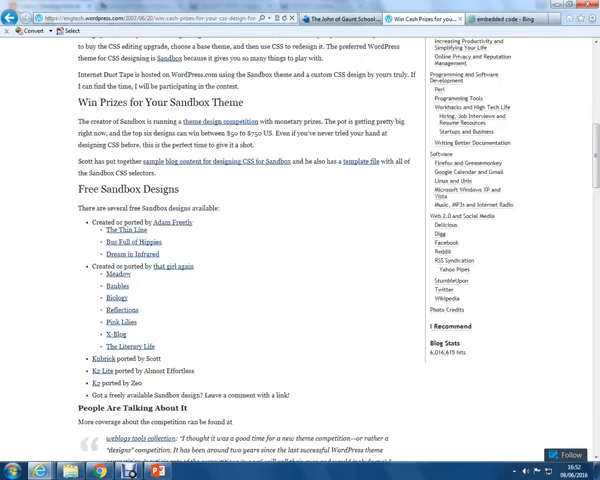 https://engtech.wordpress.com/2007/06/20/win-cash-prizes-for-your-css-design-for
The John of Gaunt School
Win Cash Prizes for Your
embedded code - Bing
Convert
Select
to buy the CSS editing upgrade, choose a base theme, and then use CSS to redesign it. The preferred WordPress
theme for CSS designing is Sandbox because it gives you so many things to play with.
Internet Duct Tape is hosted on WordPress.com using the Sandbox theme and a custom CSS design by yours truly. If
I can find the time, I will be participating in the contest.
Win Prizes for Your Sandbox Theme
The creator of Sandbox is running a theme design competition with monetary prizes. The pot is getting pretty big
right now, and the top six designs can win between $50 to $750 US. Even if you've never tried your hand at
designing CSS before, this is the perfect time to give it a shot.
Scott has put together sample blog content for designing CSS for Sandbox and he also has a template file with all of
the Sandbox CSS selectors.
Free Sandbox Designs
There are several free Sandbox designs available:
Created or ported by Adam Freetly
The Thin Line
Bus Full of Hippies
Dream in Infrared
Created or ported by that girl again
Meadow
Baubles
Biology
Reflections
Pink Lilies
X-Blog
The Literary Life
Kubrick ported by Scott
K2 Lite ported by Almost Effortless
K2 ported by Zeo
Got a freely available Sandbox design? Leave a comment with a link!
People Are Talking About It
More coverage about the competition can be found at
weblogs tools collection: "I thought it was a good time for a new theme competition—or rather a
"designs" competition. It has been around two years since the last successful WordPress theme
Increasing Productivity and
Simplifying Your Life
Online Privacy and Reputation
Management
Programming and Software
Development
Perl
Programming Tools
Workhacks and High Tech Life
Hiring, Job Interviews and
Resume Resources
Startups and Business
Writing Better Documentation
Software
Firefox and Greasemonkey
Google Calendar and Gmail
Linux and Unix
Microsoft Windows XP and
Vista
Music, MP3s and Internet Radio
Web 2.0 and Social Media
Delicious
Digg
Facebook
Reddit
RSS Syndication
Yahoo Pipes
StumbleUpon
Twitter
Wikipedia
Photo Credits
I Recommend
Blog Stats
6,016,615 hits
Follow
16:52
08/06/2016